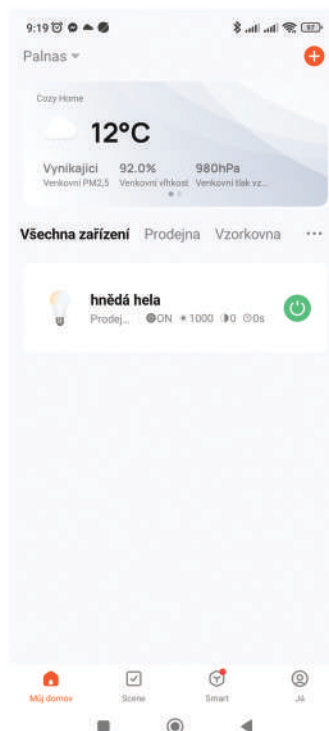 9:19
Palnas
Cozy Home
12°C
Vynikající 92.0% 980hPa
Venkovní PM2,5 Venkovní vlhkost Venkovní tlak vz...
Všechna zařízení Prodejna Vzorkovna ...
hnědá hela
Prodej... ON 1000 0 0s
Můj domov Scene Smart Já